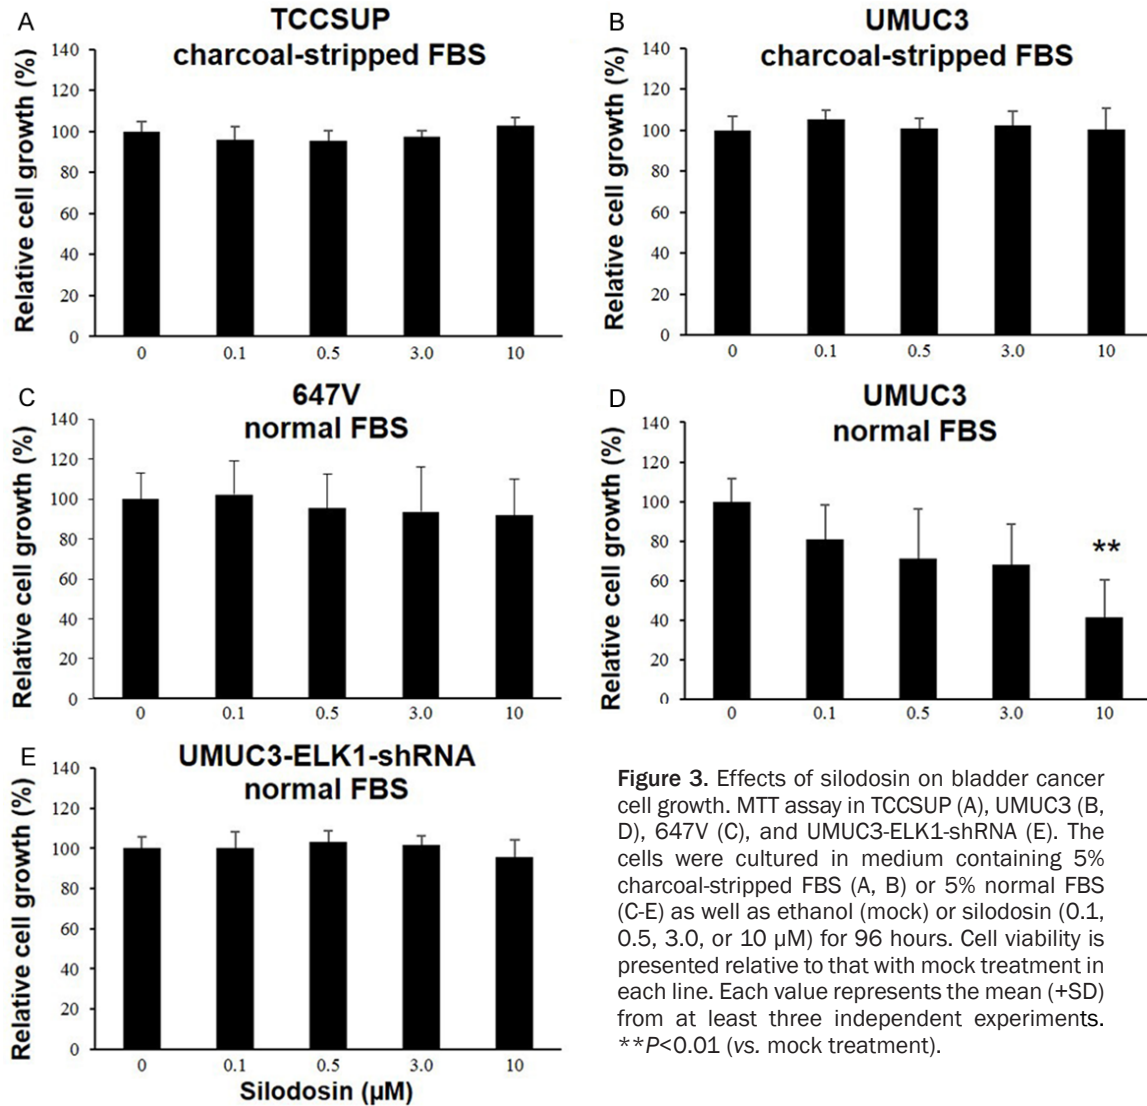 A
TCCSUP
charcoal-stripped FBS
Relative cell growth (%)
140
120
100
80
60
40
20
0
0 0.1 0.5 3.0 10
B
UMUC3
charcoal-stripped FBS
Relative cell growth (%)
140
120
100
80
60
40
20
0
0 0.1 0.5 3.0 10
C
647V
normal FBS
Relative cell growth (%)
140
120
100
80
60
40
20
0
0 0.1 0.5 3.0 10
D
UMUC3
normal FBS
Relative cell growth (%)
140
120
100
80
60
40
20
0
**
0 0.1 0.5 3.0 10
E
UMUC3-ELK1-shRNA
normal FBS
Relative cell growth (%)
140
120
100
80
60
40
20
0
0 0.1 0.5 3.0 10
Silodosin (µM)
Figure 3. Effects of silodosin on bladder cancer
cell growth. MTT assay in TCCSUP (A), UMUC3 (B,
D), 647V (C), and UMUC3-ELK1-shRNA (E). The
cells were cultured in medium containing 5%
charcoal-stripped FBS (A, B) or 5% normal FBS
(C-E) as well as ethanol (mock) or silodosin (0.1,
0.5, 3.0, or 10 µM) for 96 hours. Cell viability is
presented relative to that with mock treatment in
each line. Each value represents the mean (+SD)
from at least three independent experiments.
**P<0.01 (vs. mock treatment).